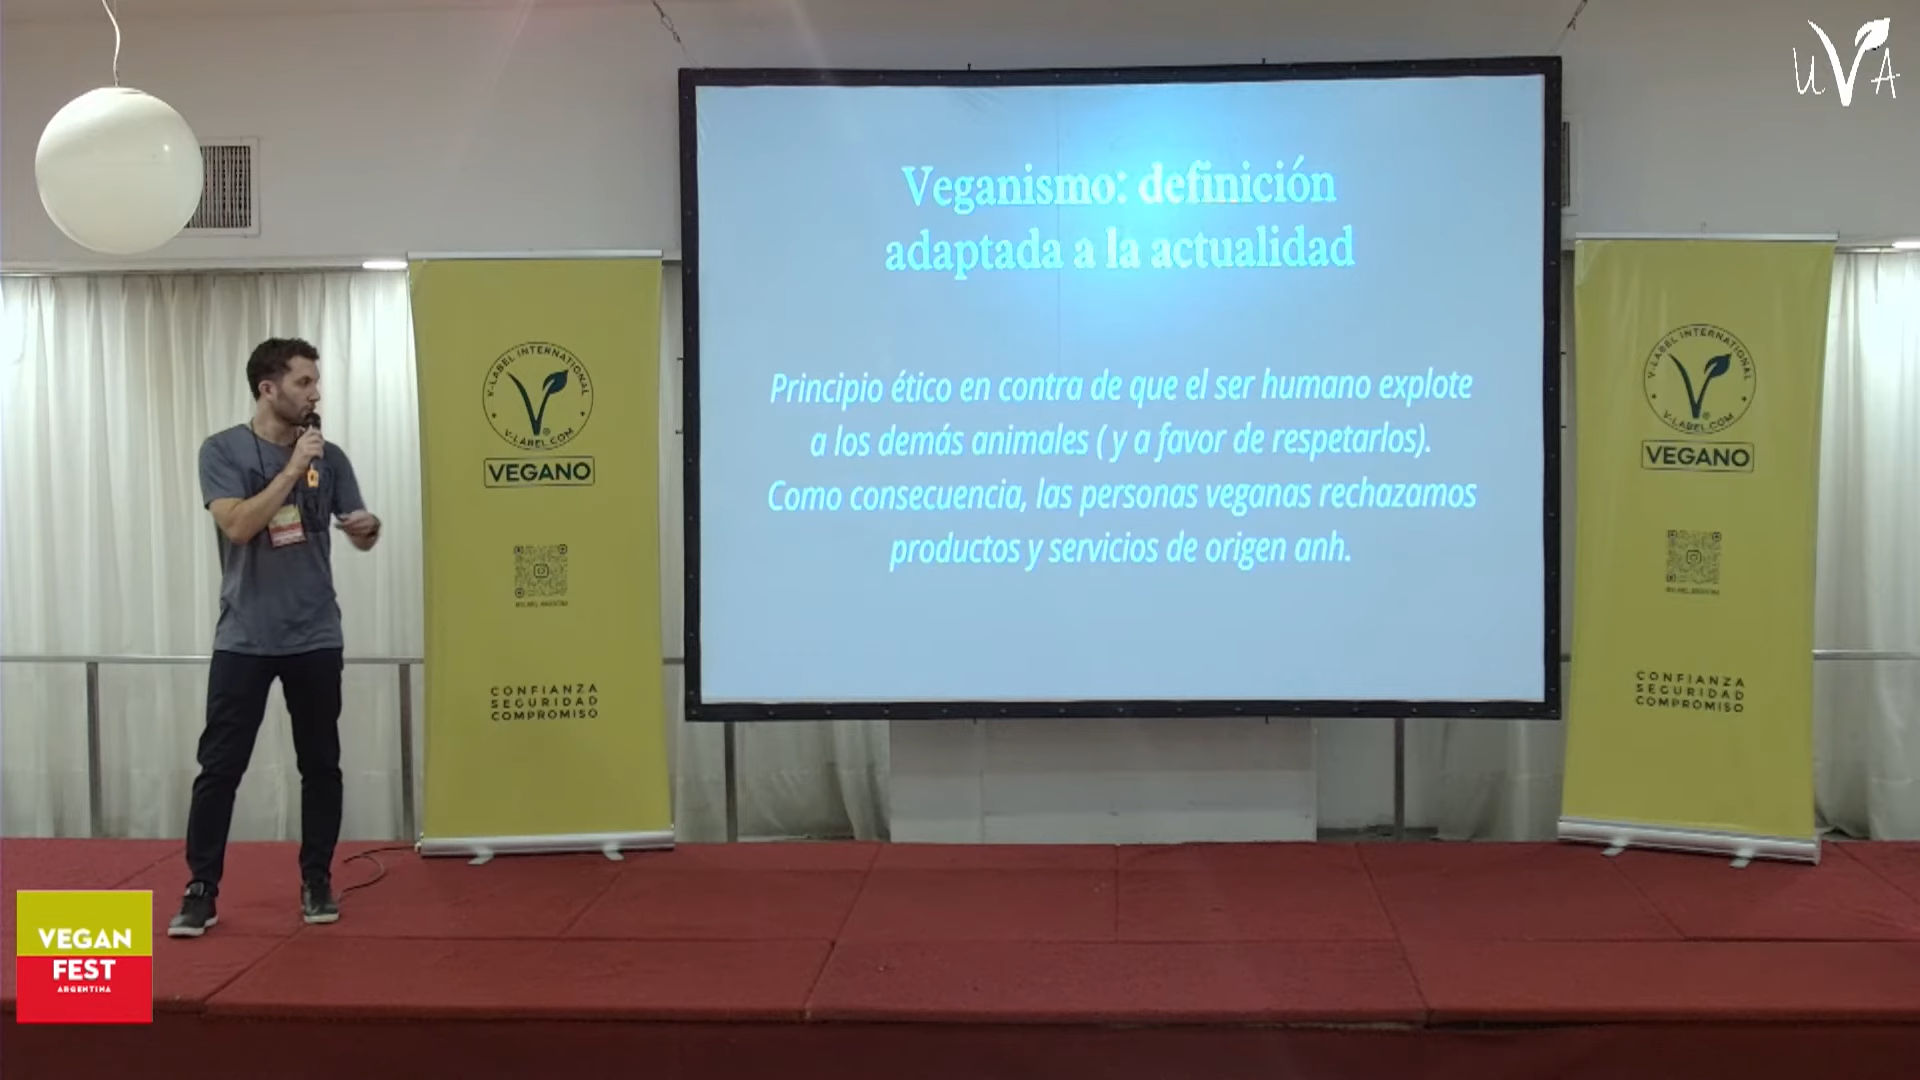 UVA
Veganismo: definición
adaptada a la actualidad
Principio ético en contra de que el ser humano explote
a los demás animales ( y a favor de respetarlos).
Como consecuencia, las personas veganas rechazamos
productos y servicios de origen anh.
V-LABEL INTERNATIONAL
V-LABEL.COM
VEGANO
CONFIANZA
SEGURIDAD
COMPROMISO
V-LABEL INTERNATIONAL
V-LABEL.COM
VEGANO
CONFIANZA
SEGURIDAD
COMPROMISO
VEGAN
FEST
ARGENTINA